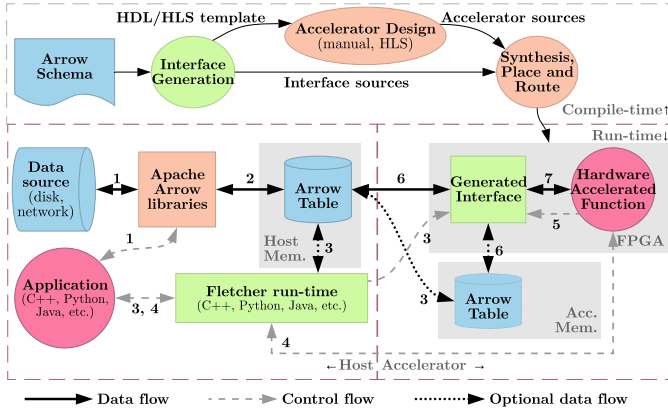 HDL/HLS template
Accelerator Design
(manual, HLS)
Accelerator sources
Arrow
Schema
Interface
Generation
Interface sources
Synthesis,
Place and
Route
Compile-time↑
Run-time↓
Data
source
(disk,
network)
1
Apache
Arrow
libraries
2
Arrow
Table
6
Generated
Interface
7
Hardware
Accelerated
Function
1
Host
Mem.
3
3
5
FPGA
6
Application
(C++, Python,
Java, etc.)
3, 4
Fletcher run-time
(C++, Python, Java, etc.)
3
Arrow
Table
Acc.
Mem.
4
←Host
Accelerator →
Data flow
Control flow
Optional data flow